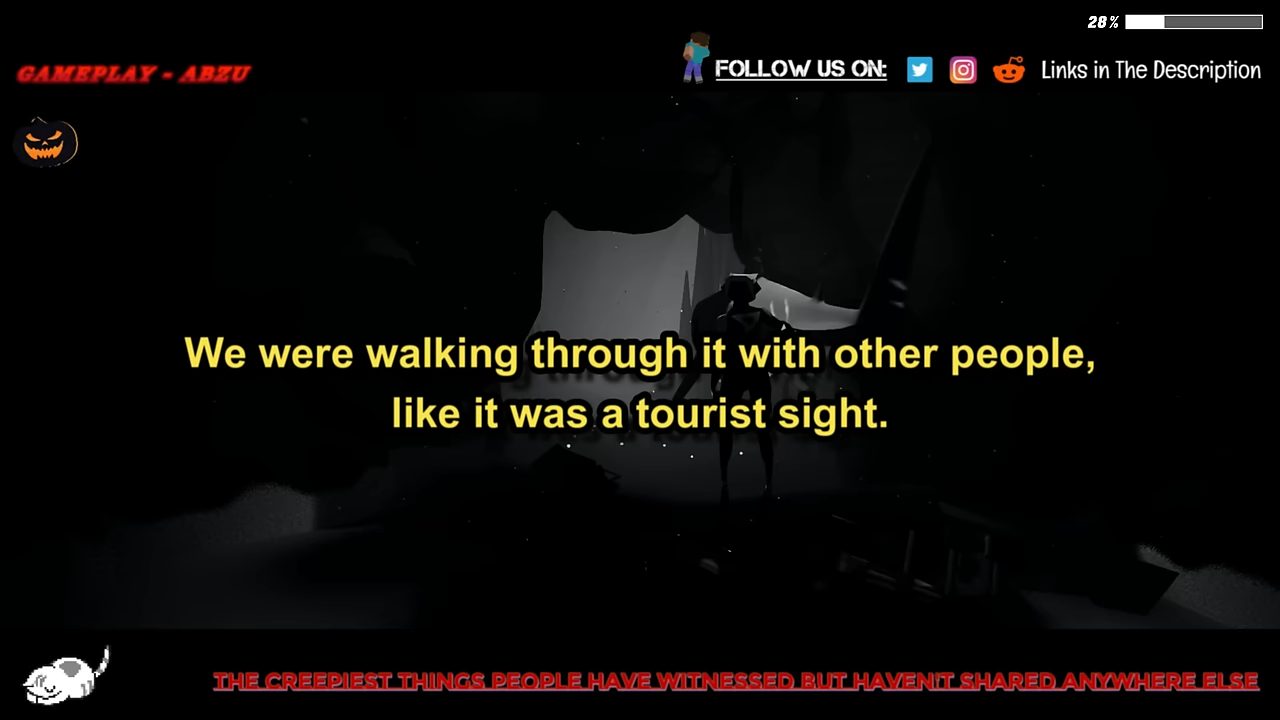 28%
GAMEPLAY - ABZU
FOLLOW US ON:
Links in The Description
We were walking through it with other people,
like it was a tourist sight.
THE CREEPIEST THINGS PEOPLE HAVE WITNESSED BUT HAVEN'T SHARED ANYWHERE ELSE